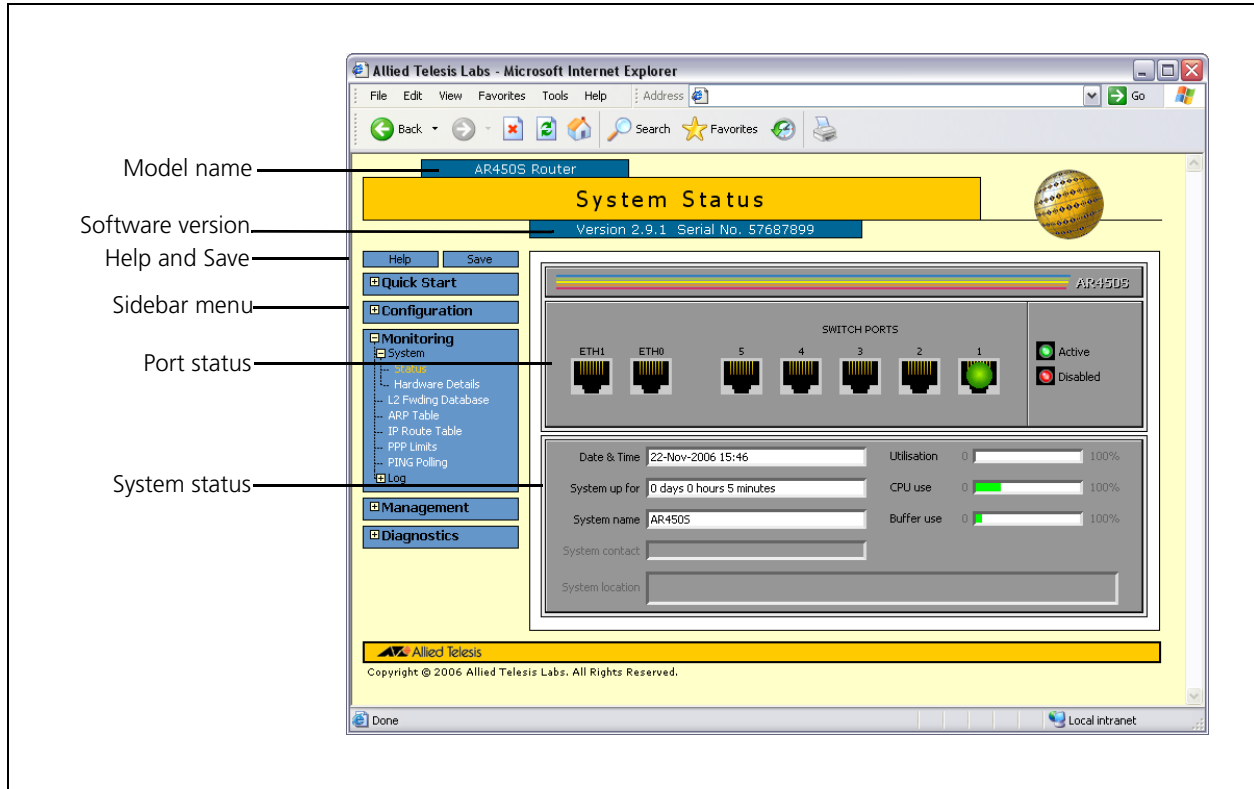 Allied Telesis Labs - Microsoft Internet Explorer
File Edit View Favorites Tools Help Address Go
Back Search Favorites
Model name
AR450S Router
System Status
Software version
Version 2.9.1 Serial No. 57687899
Help and Save
Help Save
Sidebar menu
Quick Start
Configuration
Monitoring
System
Status
Hardware Details
L2 Fwding Database
ARP Table
IP Route Table
PPP Limits
PING Polling
Log
Management
Diagnostics
AR450S
Port status
SWITCH PORTS
ETH1 ETH0 5 4 3 2 1
Active
Disabled
System status
Date & Time 22-Nov-2006 15:46 Utilisation 0 100%
System up for 0 days 0 hours 5 minutes CPU use 0 100%
System name AR450S Buffer use 0 100%
System contact
System location
Allied Telesis
Copyright © 2006 Allied Telesis Labs. All Rights Reserved.
Done Local intranet